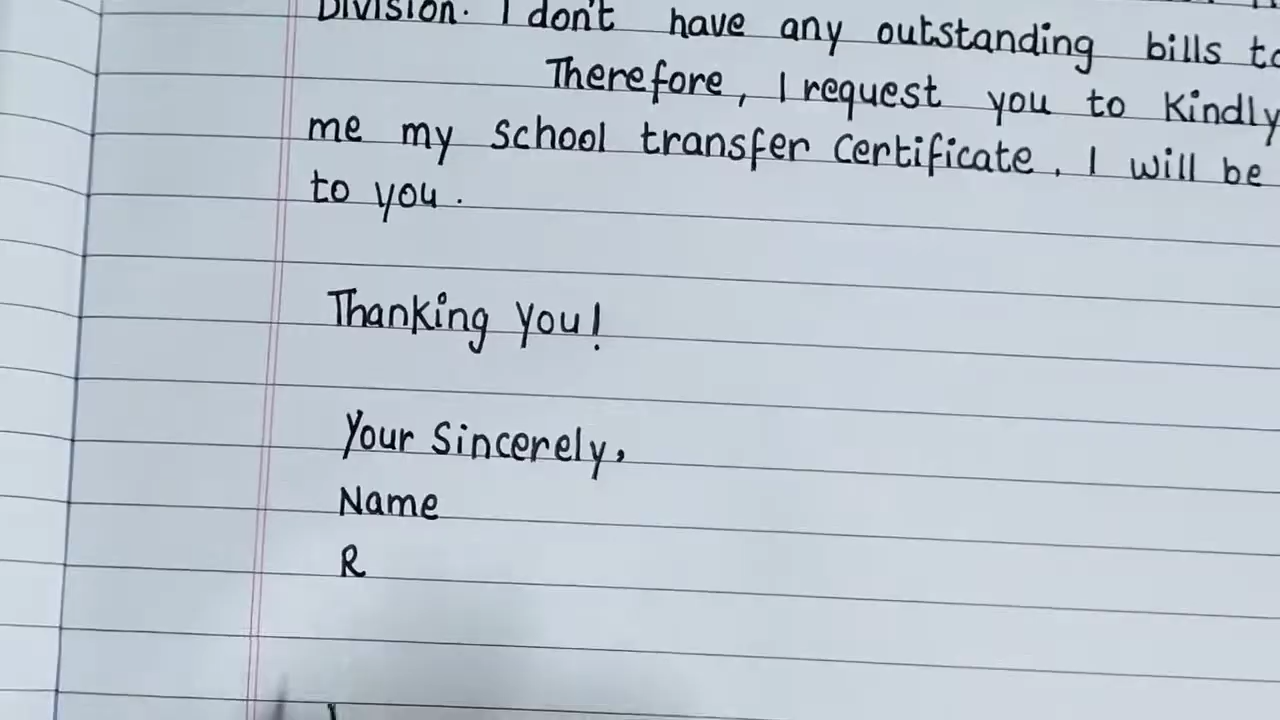 Division. I don't have any outstanding bills to
Therefore, I request you to Kindly
me my school transfer certificate. I will be
to you.
Thanking you!
Your Sincerely,
Name
R